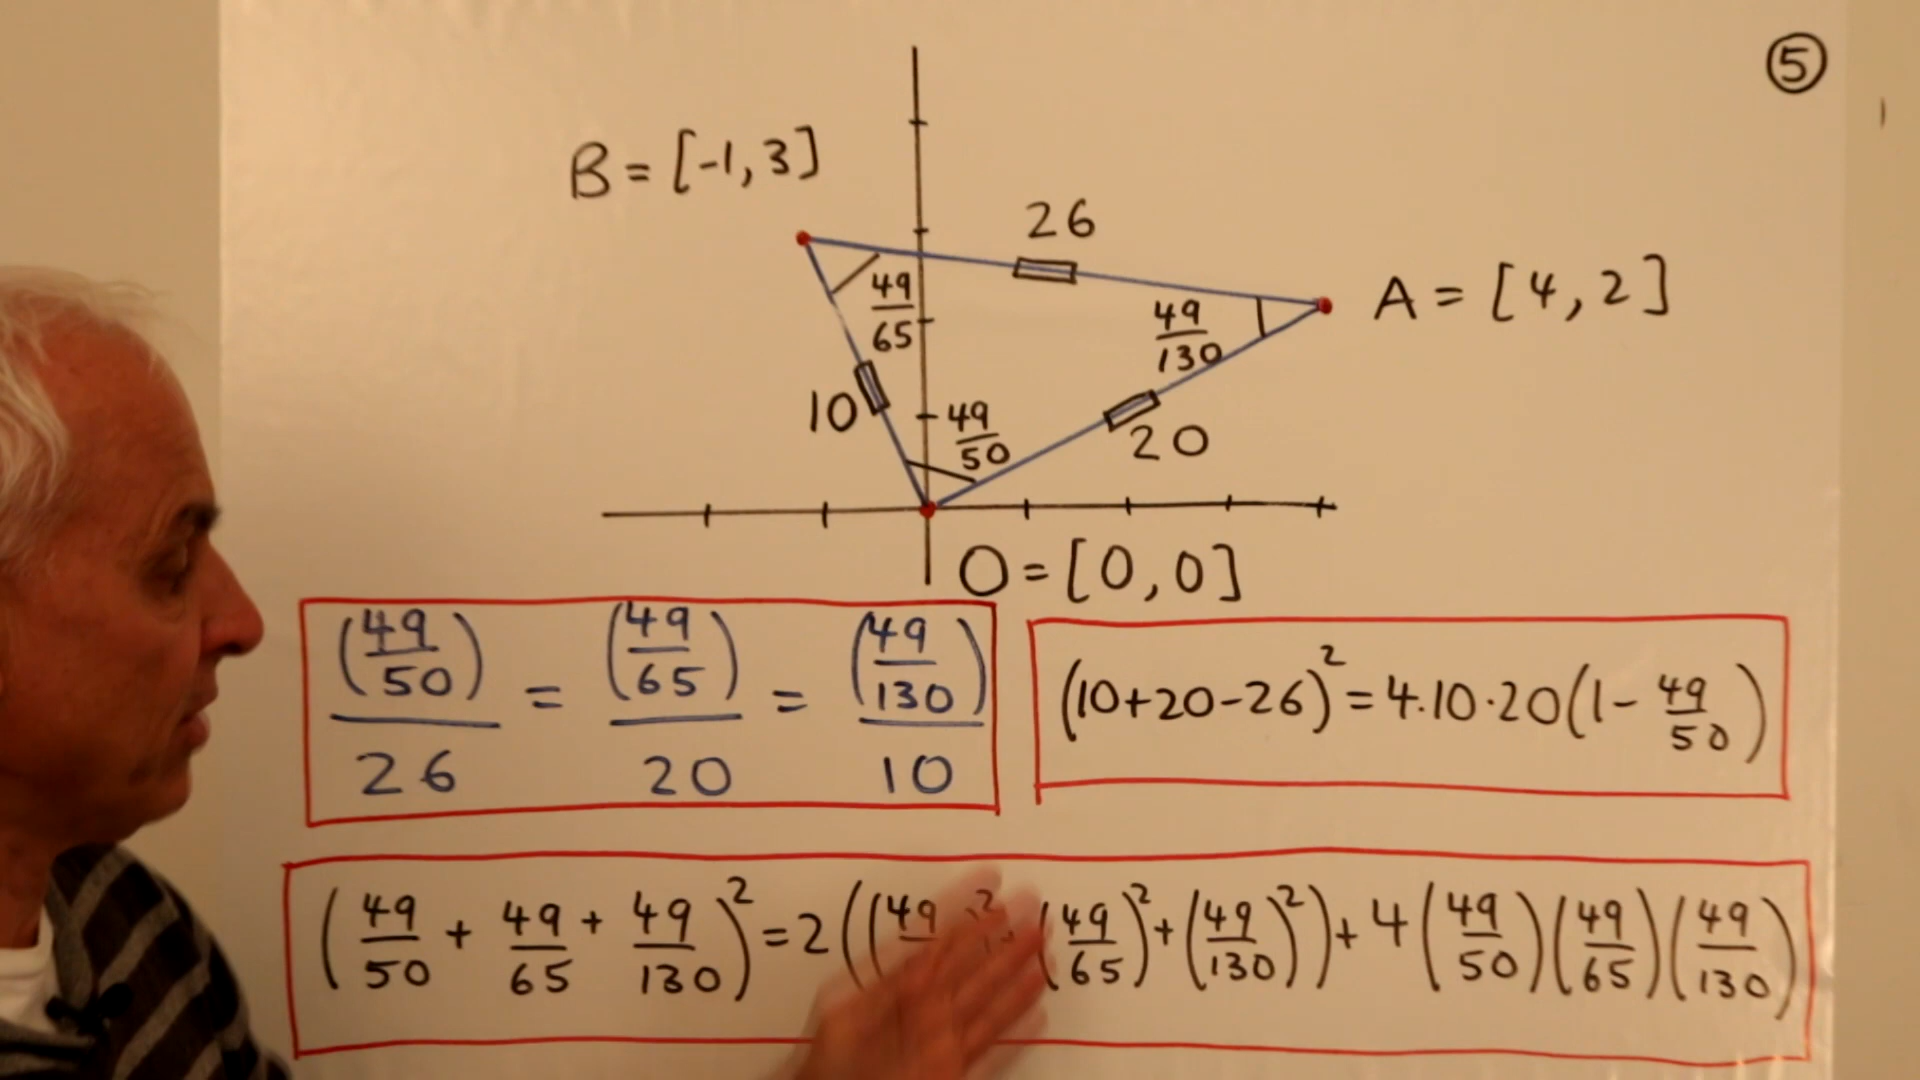 ⑤
B = [-1, 3]
26
A = [4, 2]
49/65
49/130
10
49/50
20
O = [0, 0]
(49/50)/26 = (49/65)/20 = (49/130)/10
(10+20-26)² = 4·10·20(1 - 49/50)
(49/50 + 49/65 + 49/130)² = 2((49 )² (49/65)² + (49/130)²) + 4(49/50)(49/65)(49/130)